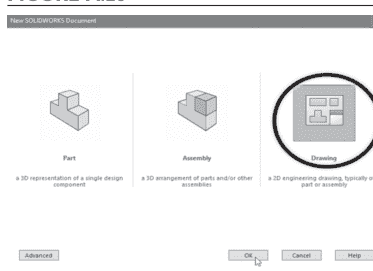 New SOLIDWORKS Document
Part
Assembly
Drawing
a 3D representation of a single design
component
a 3D arrangement of parts and/or other
assemblies
a 2D engineering drawing, typically o
part or assembly
Advanced
OK
Cancel
Help